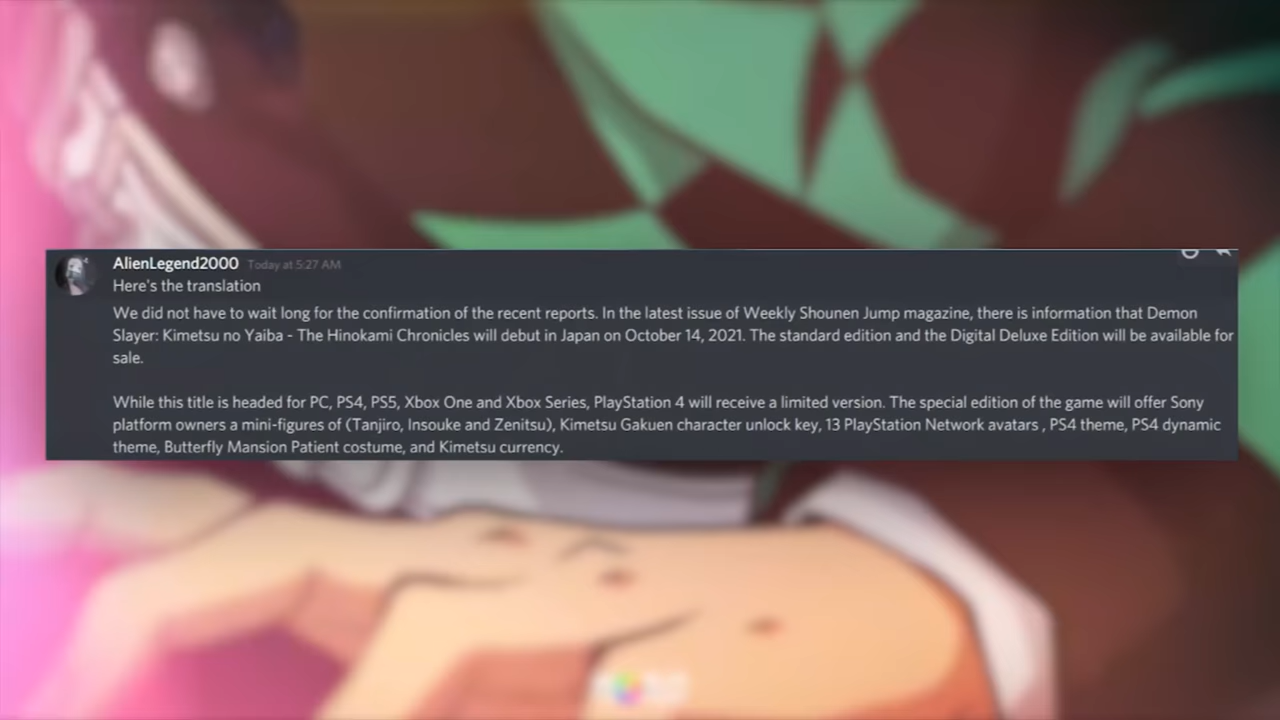 AlienLegend2000 Today at 5:27 AM
Here's the translation
We did not have to wait long for the confirmation of the recent reports. In the latest issue of Weekly Shounen Jump magazine, there is information that Demon
Slayer: Kimetsu no Yaiba - The Hinokami Chronicles will debut in Japan on October 14, 2021. The standard edition and the Digital Deluxe Edition will be available for
sale.
While this title is headed for PC, PS4, PS5, Xbox One and Xbox Series, PlayStation 4 will receive a limited version. The special edition of the game will offer Sony
platform owners a mini-figures of (Tanjiro, Insouke and Zenitsu), Kimetsu Gakuen character unlock key, 13 PlayStation Network avatars , PS4 theme, PS4 dynamic
theme, Butterfly Mansion Patient costume, and Kimetsu currency.